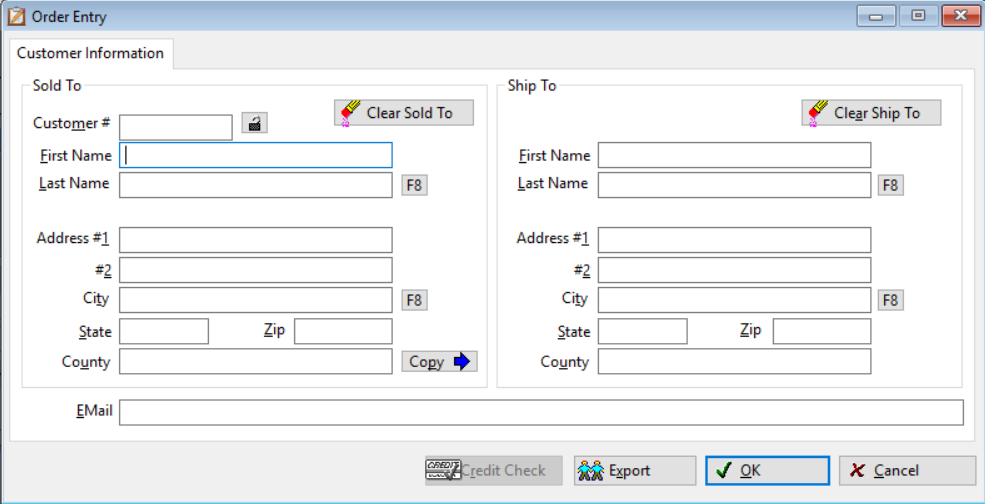 Order Entry
Customer Information
Sold To
Clear Sold To
Customer #
First Name
Last Name
F8
Address #1
#2
City
F8
State
Zip
County
Copy
Ship To
Clear Ship To
First Name
Last Name
F8
Address #1
#2
City
F8
State
Zip
County
EMail
CREDIT
Credit Check
Export
OK
Cancel